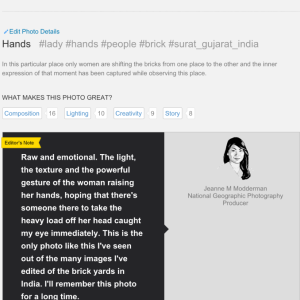 Edit Photo Details
Hands #lady #hands #people #brick #surat_gujarat_india
In this particular place only women are shifting the bricks from one place to the other and the inner
expression of that moment has been captured while observing this place.
WHAT MAKES THIS PHOTO GREAT?
Composition 16 Lighting 10 Creativity 9 Story 8
Editor's Note
Raw and emotional. The light,
the texture and the powerful
gesture of the woman raising
her hands, hoping that there's
someone there to take the
heavy load off her head caught
my eye immediately. This is the
only photo like this I've seen
out of the many images I've
edited of the brick yards in
India. I'll remember this photo
for a long time.
Jeanne M Modderman
National Geographic Photography
Producer